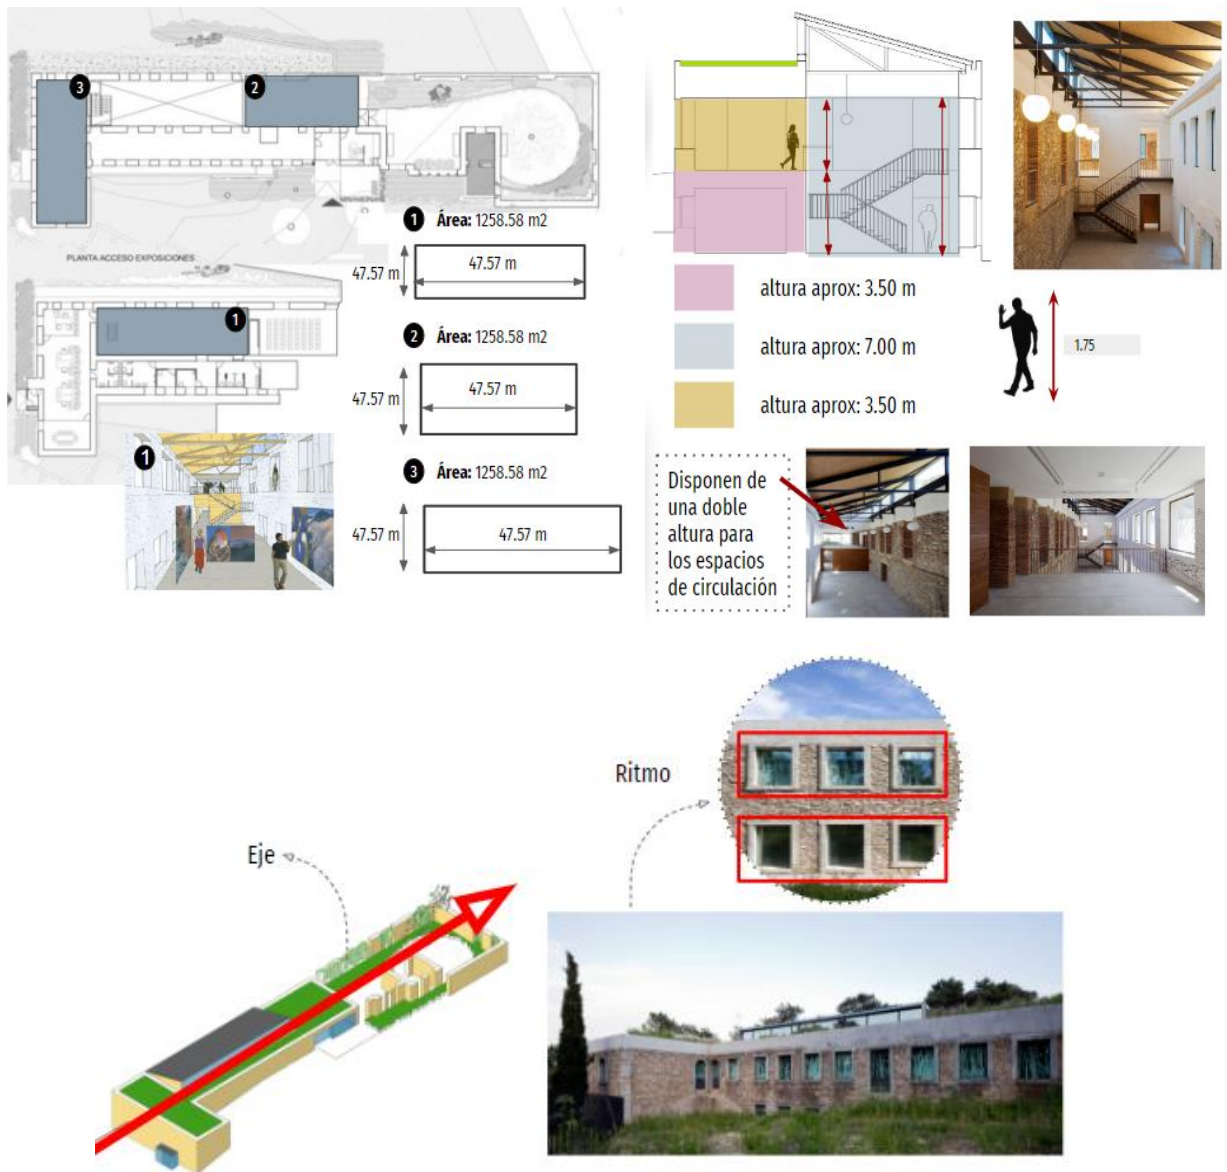 3
2
PLANTA ACCESO EXPOSICIONES
1
1
1 Área: 1258.58 m2
47.57 m
47.57 m
2 Área: 1258.58 m2
47.57 m
47.57 m
3 Área: 1258.58 m2
47.57 m
47.57 m
altura aprox: 3.50 m
altura aprox: 7.00 m
altura aprox: 3.50 m
1.75
Disponen de
una doble
altura para
los espacios
de circulación
Ritmo
Eje